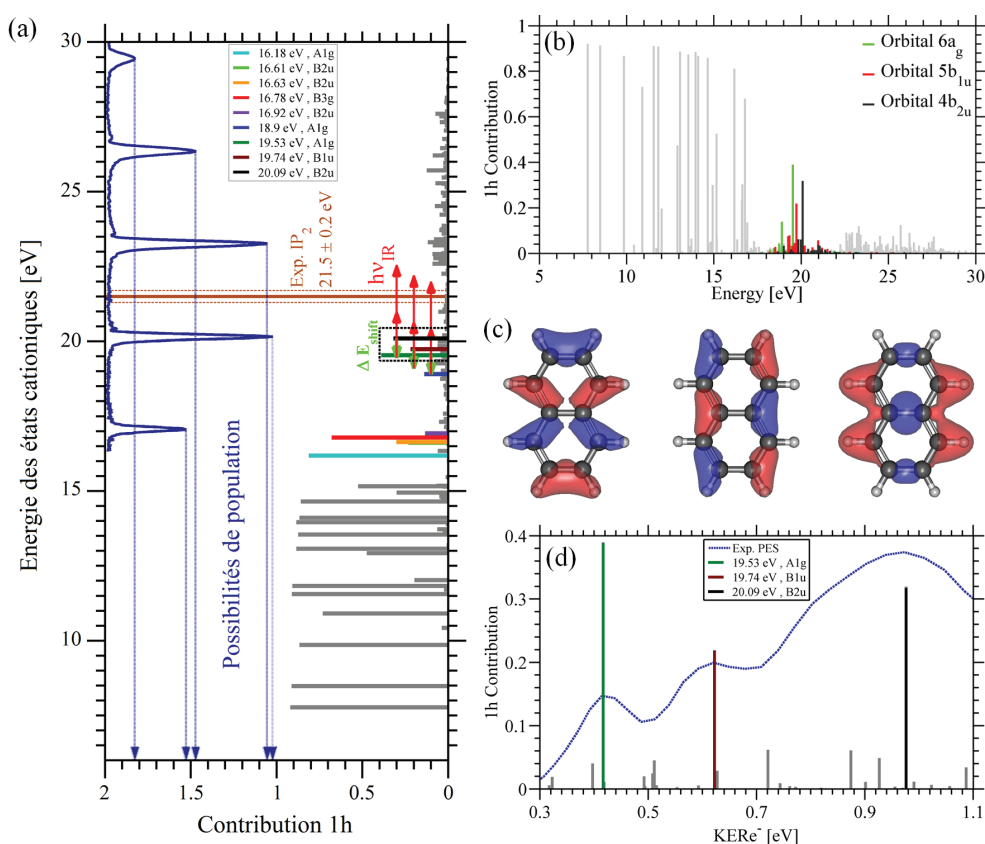 (a)
Energie des états cationiques [eV]
30
25
20
15
10
16.18 eV , A1g
16.61 eV , B2u
16.63 eV , B2u
16.78 eV , B3g
16.92 eV , B2u
18.9 eV , A1g
19.53 eV , A1g
19.74 eV , B1u
20.09 eV , B2u
Exp. IP2
21.5 ± 0.2 eV
hνIR
Δ Eshift
Possibilités de population
2
1.5
1
0.5
0
Contribution 1h
(b)
1h Contribution
1
0.8
0.6
0.4
0.2
0
Orbital 6ag
Orbital 5b1u
Orbital 4b2u
5
10
15
20
25
30
Energy [eV]
(c)
(d)
1h Contribution
0.4
0.3
0.2
0.1
0
Exp. PES
19.53 eV , A1g
19.74 eV , B1u
20.09 eV , B2u
0.3
0.5
0.7
0.9
1.1
KERe- [eV]